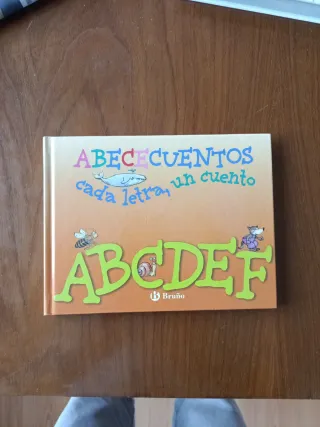 ABECECUENTOS
cada letra, un cuento
ABCDEF
B Bruño